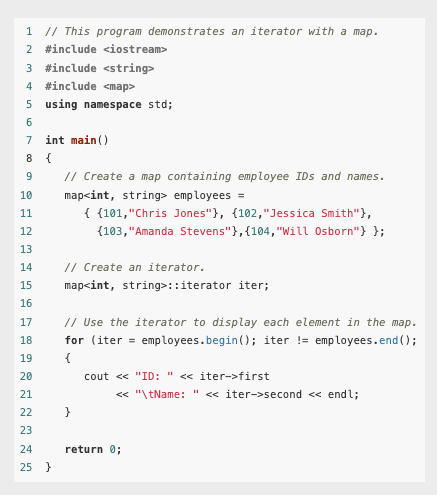 1 // This program demonstrates an iterator with a map.
2 #include <iostream>
3 #include <string>
4 #include <map>
5 using namespace std;
6
7 int main()
8 {
9    // Create a map containing employee IDs and names.
10    map<int, string> employees =
11       { {101,"Chris Jones"}, {102,"Jessica Smith"},
12         {103,"Amanda Stevens"},{104,"Will Osborn"} };
13
14    // Create an iterator.
15    map<int, string>::iterator iter;
16
17    // Use the iterator to display each element in the map.
18    for (iter = employees.begin(); iter != employees.end();
19    {
20       cout << "ID: " << iter->first
21            << "\tName: " << iter->second << endl;
22    }
23
24    return 0;
25 }